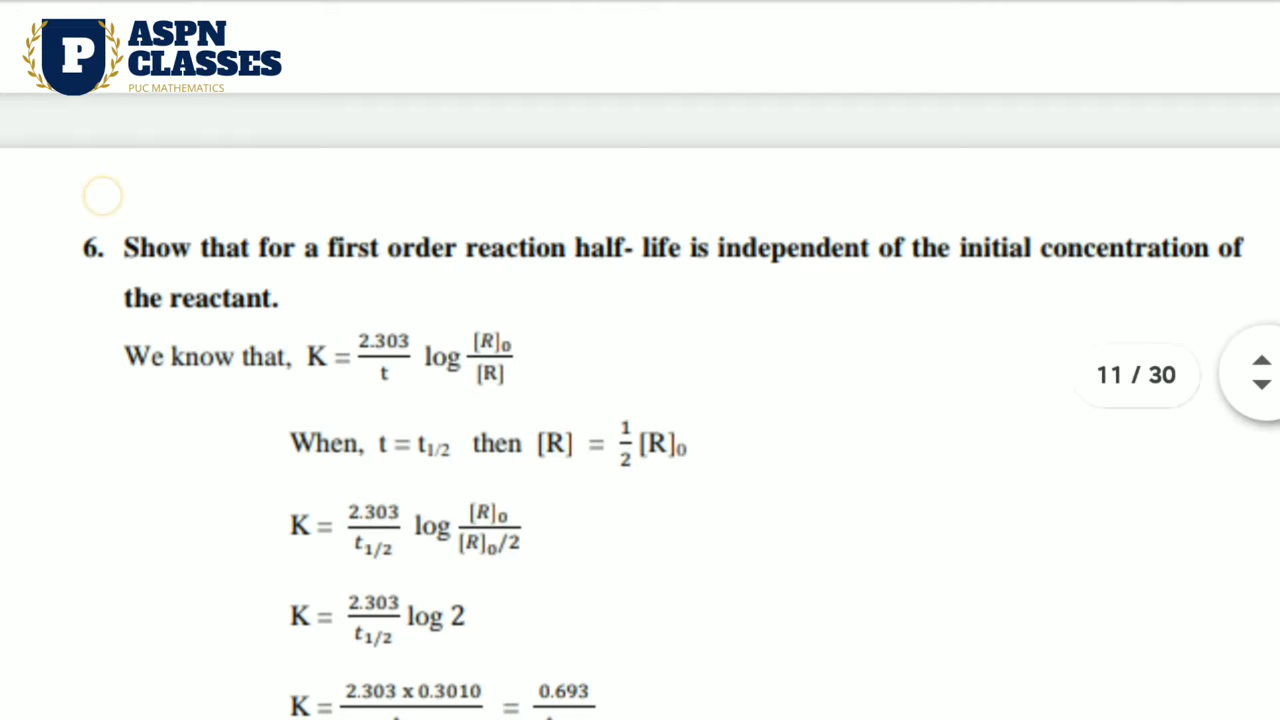 P
ASPN
CLASSES
PUC MATHEMATICS
6. Show that for a first order reaction half- life is independent of the initial concentration of
the reactant.
We know that, K = 2.303/t log [R]₀/[R]
11 / 30
When, t = t1/2 then [R] = 1/2 [R]₀
K = 2.303/t1/2 log [R]₀/[R]₀/2
K = 2.303/t1/2 log 2
K = 2.303 x 0.3010 = 0.693